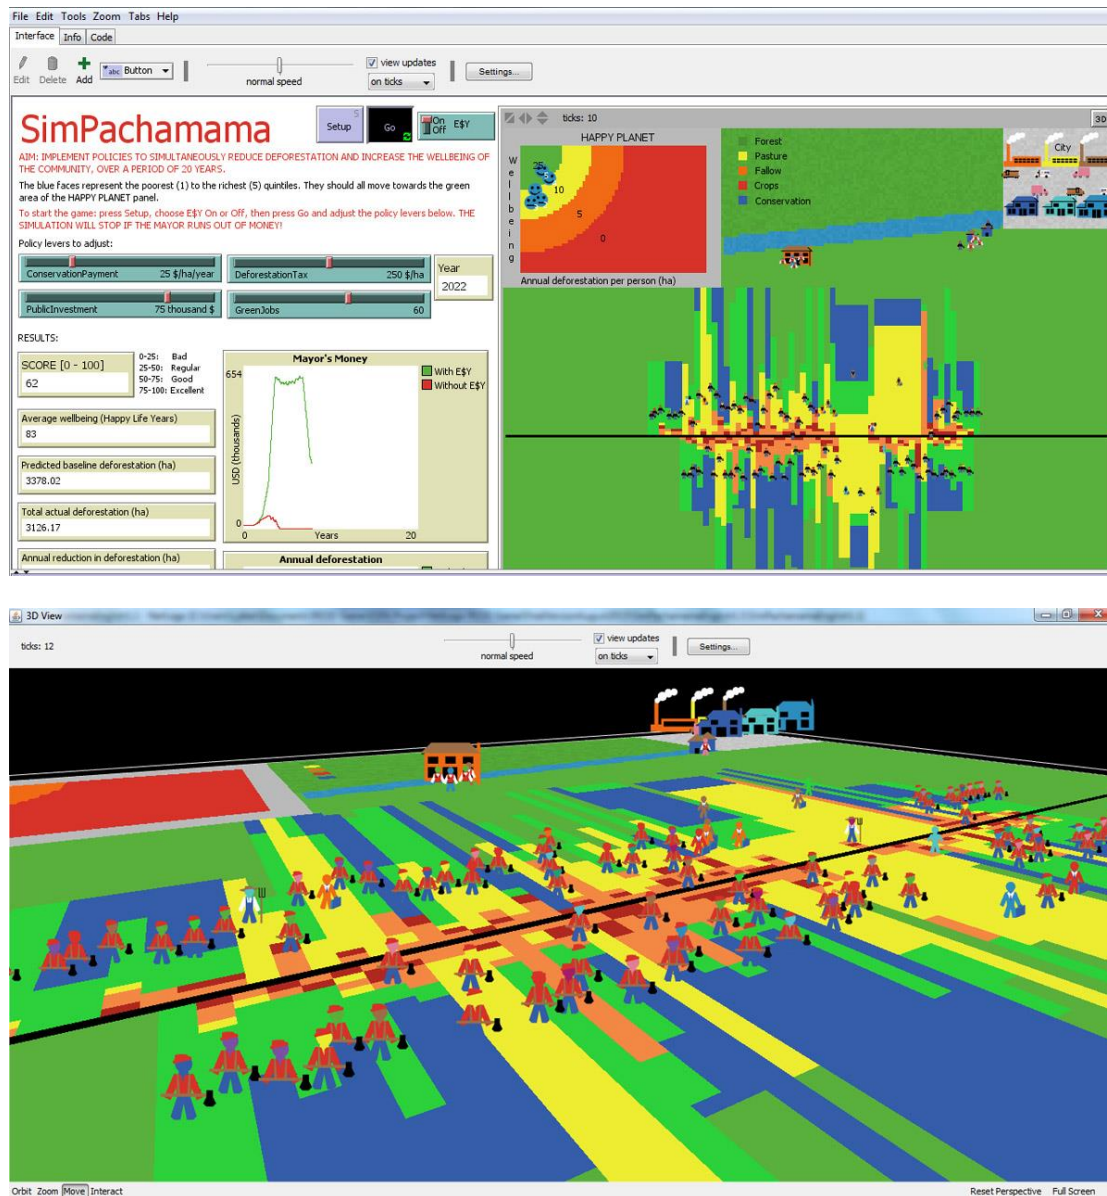 File Edit Tools Zoom Tabs Help
Interface Info Code
Edit Delete Add
abc Button
normal speed
view updates
on ticks
Settings...
SimPachamama
Setup
S
Go
On
Off
E$Y
AIM: IMPLEMENT POLICIES TO SIMULTANEOUSLY REDUCE DEFORESTATION AND INCREASE THE WELLBEING OF
THE COMMUNITY, OVER A PERIOD OF 20 YEARS.
The blue faces represent the poorest (1) to the richest (5) quintiles. They should all move towards the green
area of the HAPPY PLANET panel.
To start the game: press Setup, choose E$Y On or Off, then press Go and adjust the policy levers below. THE
SIMULATION WILL STOP IF THE MAYOR RUNS OUT OF MONEY!
Policy levers to adjust:
ConservationPayment 25 $/ha/year
DeforestationTax 250 $/ha
Year
2022
PublicInvestment 75 thousand $
GreenJobs 60
RESULTS:
SCORE [0 - 100]
62
0-25: Bad
25-50: Regular
50-75: Good
75-100: Excellent
Average wellbeing (Happy Life Years)
83
Predicted baseline deforestation (ha)
3378.02
Total actual deforestation (ha)
3126.17
Annual reduction in deforestation (ha)
Mayor's Money
654
USD (thousands)
0
0 Years 20
With E$Y
Without E$Y
Annual deforestation
ticks: 10
3D
HAPPY PLANET
Wellbeing
25
10
5
0
Annual deforestation per person (ha)
Forest
Pasture
Fallow
Crops
Conservation
City
3D View
ticks: 12
normal speed
view updates
on ticks
Settings...
Orbit Zoom Move Interact
Reset Perspective Full Screen